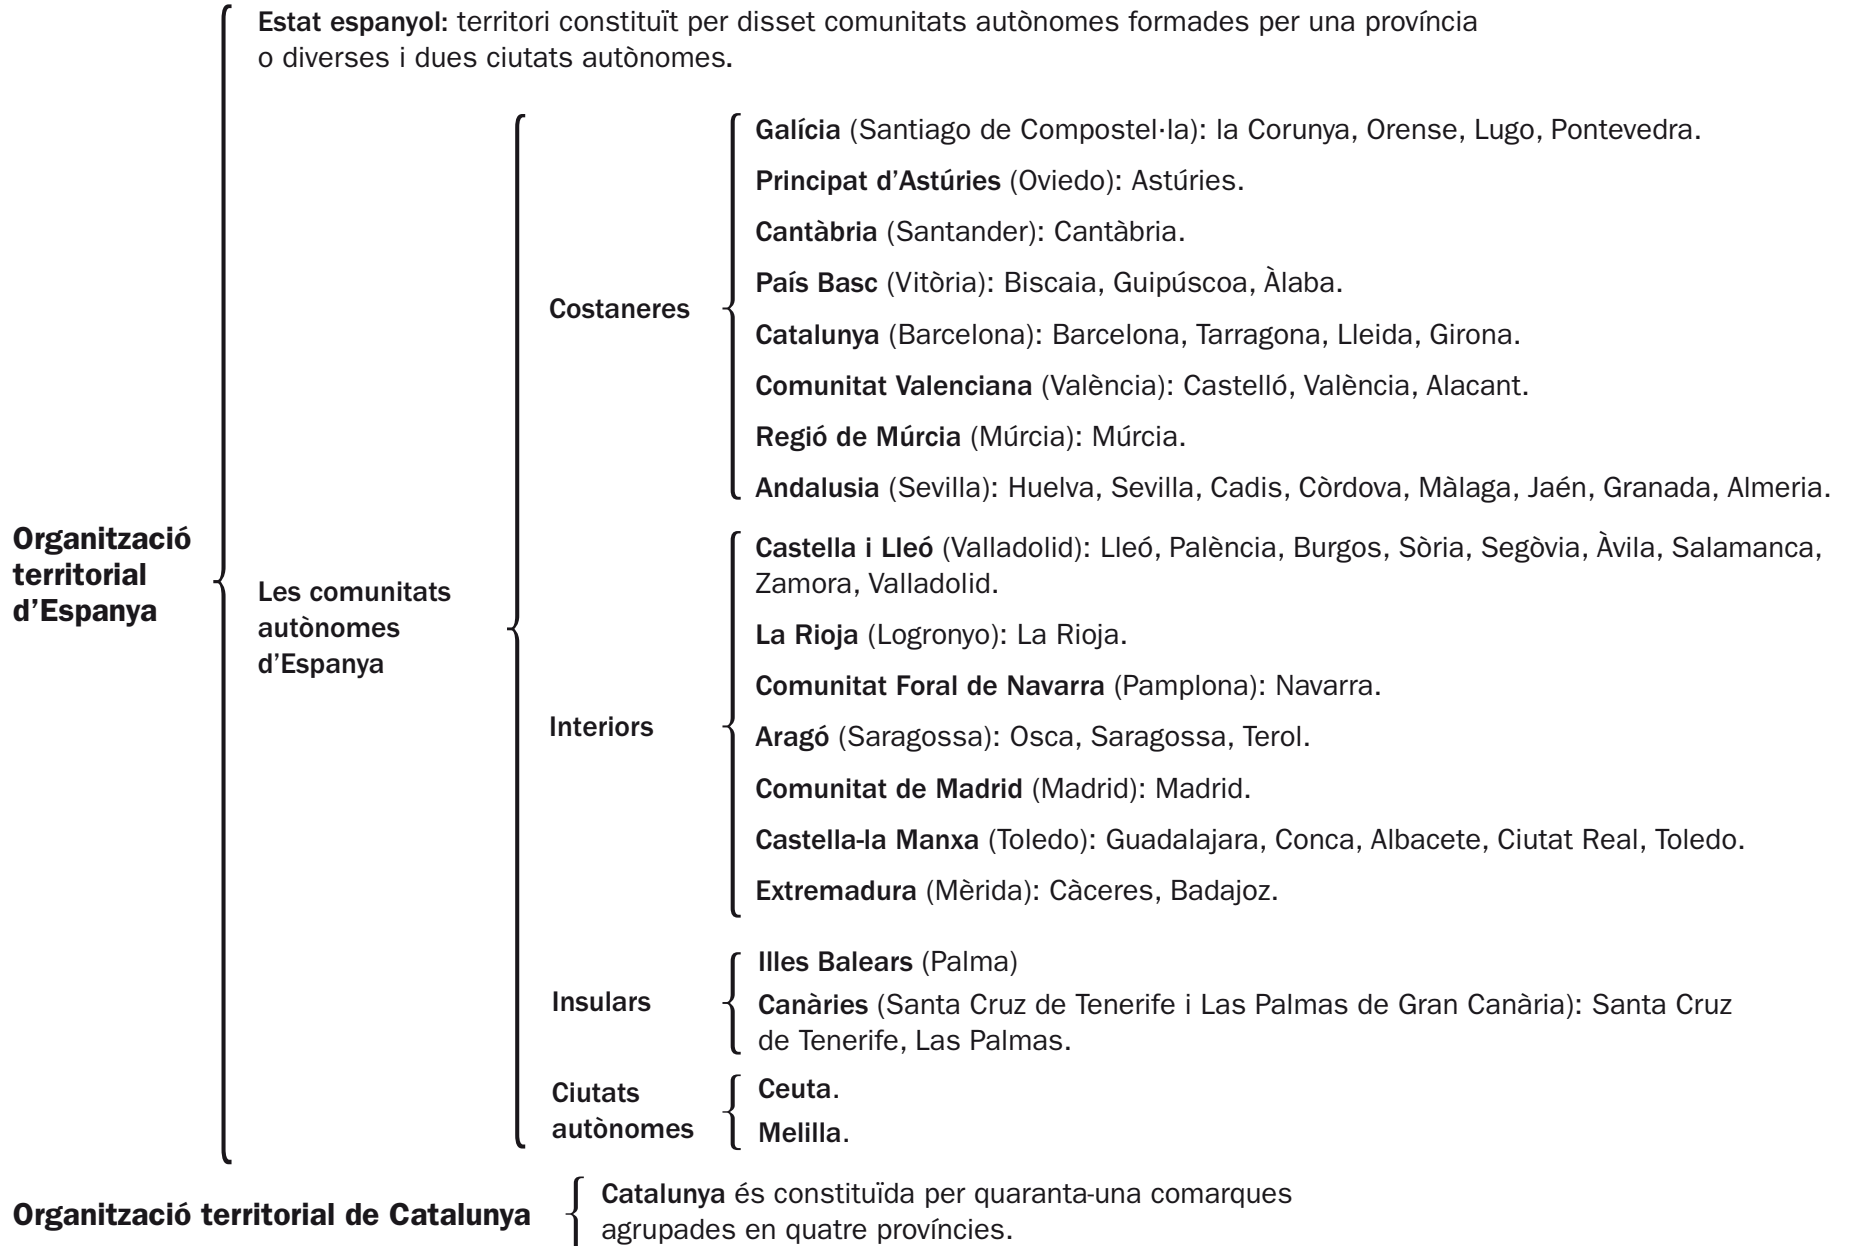 Estat espanyol: territori constituït per disset comunitats autònomes formades per una província
o diverses i dues ciutats autònomes.
Organització
territorial
d’Espanya
Les comunitats
autònomes
d’Espanya
Costaneres
Galícia (Santiago de Compostel·la): la Corunya, Orense, Lugo, Pontevedra.
Principat d’Astúries (Oviedo): Astúries.
Cantàbria (Santander): Cantàbria.
País Basc (Vitòria): Biscaia, Guipúscoa, Àlaba.
Catalunya (Barcelona): Barcelona, Tarragona, Lleida, Girona.
Comunitat Valenciana (València): Castelló, València, Alacant.
Regió de Múrcia (Múrcia): Múrcia.
Andalusia (Sevilla): Huelva, Sevilla, Cadis, Còrdova, Màlaga, Jaén, Granada, Almeria.
Interiors
Castella i Lleó (Valladolid): Lleó, Palència, Burgos, Sòria, Segòvia, Àvila, Salamanca,
Zamora, Valladolid.
La Rioja (Logronyo): La Rioja.
Comunitat Foral de Navarra (Pamplona): Navarra.
Aragó (Saragossa): Osca, Saragossa, Terol.
Comunitat de Madrid (Madrid): Madrid.
Castella-la Manxa (Toledo): Guadalajara, Conca, Albacete, Ciutat Real, Toledo.
Extremadura (Mèrida): Càceres, Badajoz.
Insulars
Illes Balears (Palma)
Canàries (Santa Cruz de Tenerife i Las Palmas de Gran Canària): Santa Cruz
de Tenerife, Las Palmas.
Ciutats
autònomes
Ceuta.
Melilla.
Organització territorial de Catalunya
Catalunya és constituïda per quaranta-una comarques
agrupades en quatre províncies.